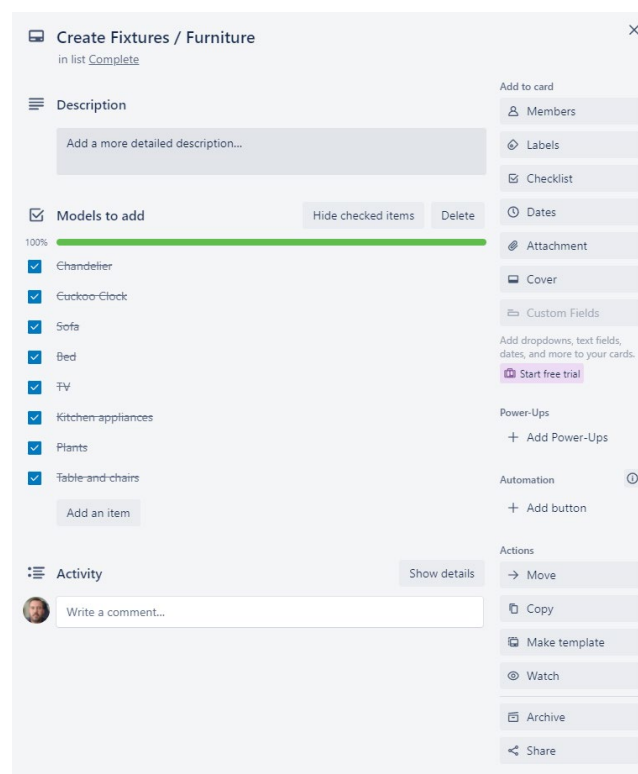 Create Fixtures / Furniture
in list Complete
Description
Add a more detailed description...
Models to add
Hide checked items
Delete
100%
Chandelier
Cuckoo Clock
Sofa
Bed
TV
Kitchen appliances
Plants
Table and chairs
Add an item
Activity
Show details
Write a comment...
Add to card
Members
Labels
Checklist
Dates
Attachment
Cover
Custom Fields
Add dropdowns, text fields,
dates, and more to your cards.
Start free trial
Power-Ups
+ Add Power-Ups
Automation
+ Add button
Actions
Move
Copy
Make template
Watch
Archive
Share